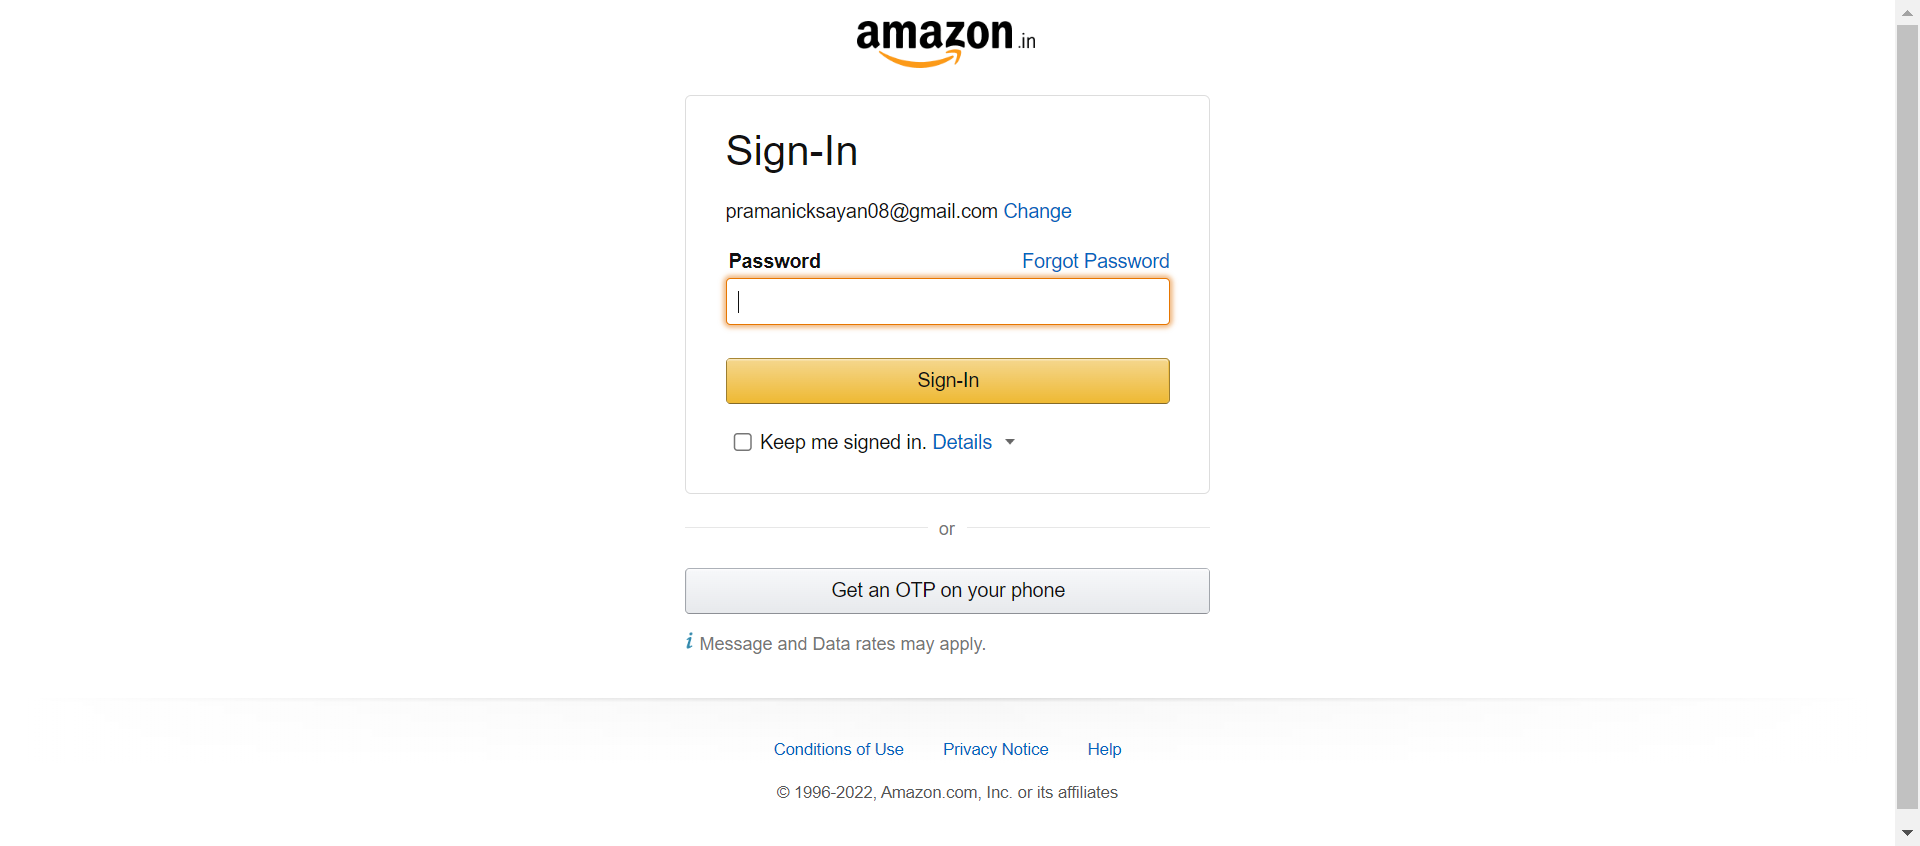 amazon.in
Sign-In
pramanicksayan08@gmail.com Change
Password Forgot Password
Sign-In
Keep me signed in. Details
or
Get an OTP on your phone
i Message and Data rates may apply.
Conditions of Use Privacy Notice Help
© 1996-2022, Amazon.com, Inc. or its affiliates